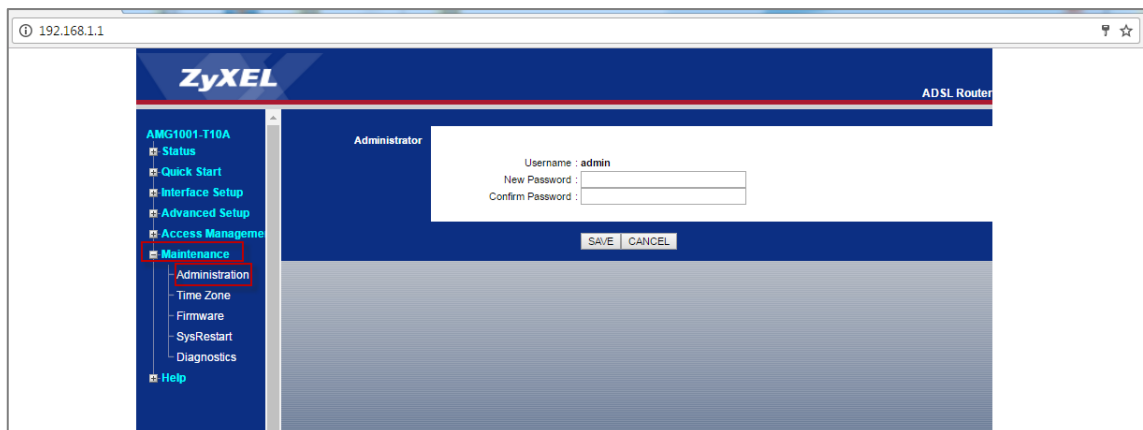 192.168.1.1
ZyXEL
ADSL Router
AMG1001-T10A
Status
Quick Start
Interface Setup
Advanced Setup
Access Manageme
Maintenance
Administration
Time Zone
Firmware
SysRestart
Diagnostics
Help
Administrator
Username : admin
New Password :
Confirm Password :
SAVE CANCEL